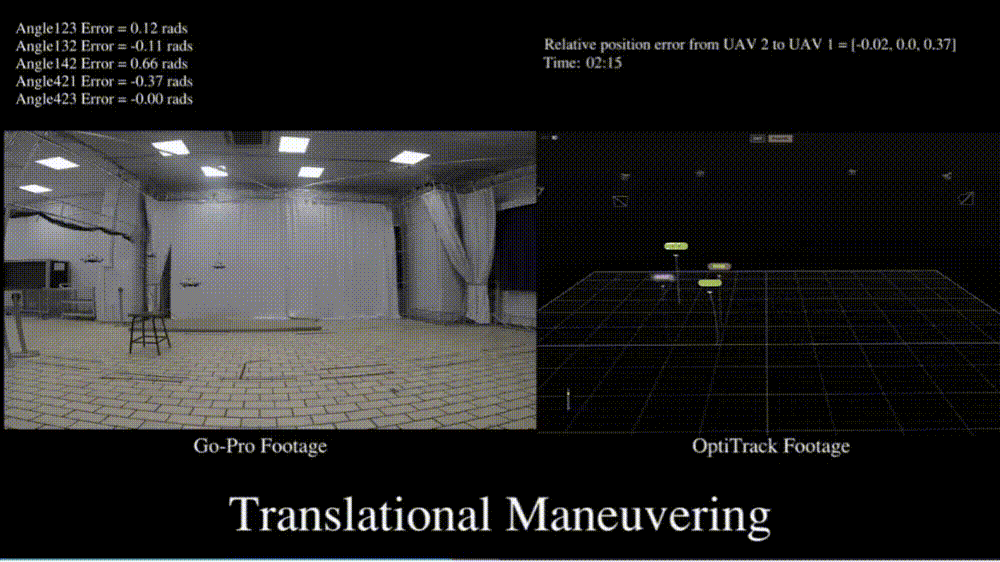 Angle123 Error = 0.12 rads
Angle132 Error = -0.11 rads
Angle142 Error = 0.66 rads
Angle421 Error = -0.37 rads
Angle423 Error = -0.00 rads
Relative position error from UAV 2 to UAV 1 = [-0.02, 0.0, 0.37]
Time: 02:15
Go-Pro Footage
OptiTrack Footage
Translational Maneuvering